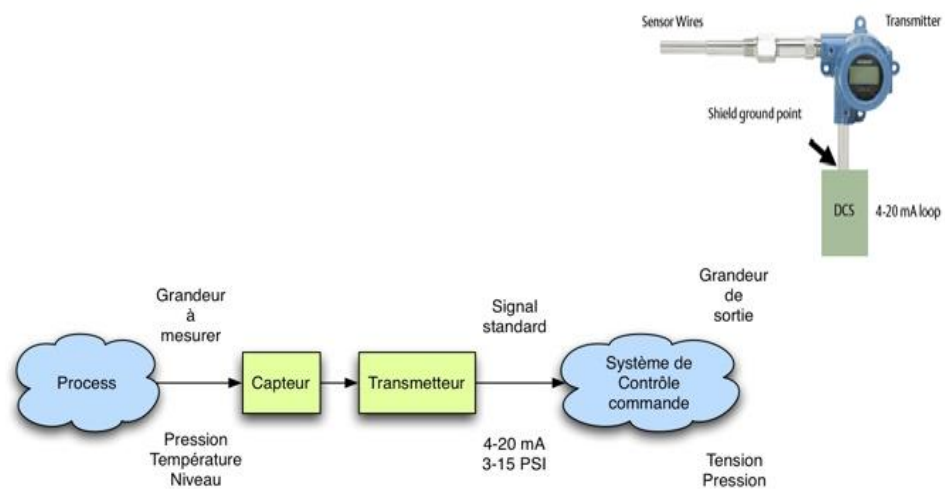 Sensor Wires
Transmitter
Shield ground point
DCS
4-20 mA loop
Grandeur
à
mesurer
Signal
standard
Grandeur
de
sortie
Process
Capteur
Transmetteur
Système de
Contrôle
commande
Pression
Température
Niveau
4-20 mA
3-15 PSI
Tension
Pression